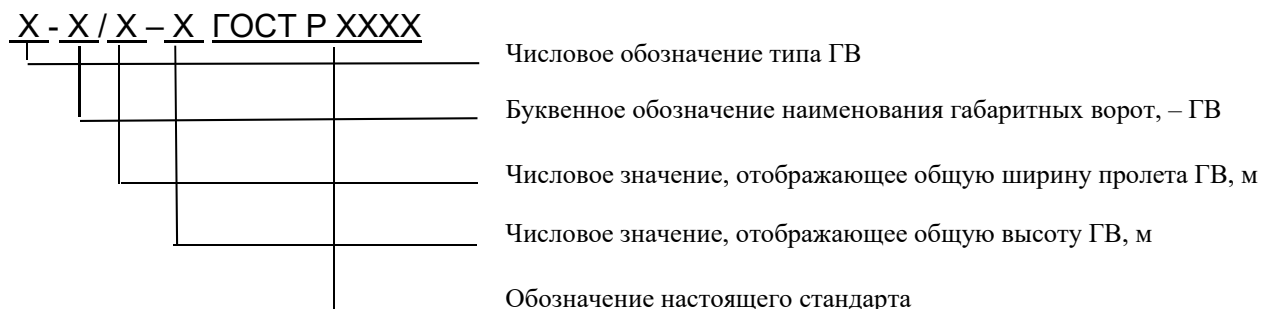 Х - Х / Х – Х ГОСТ Р ХХХХ
Числовое обозначение типа ГВ
Буквенное обозначение наименования габаритных ворот, – ГВ
Числовое значение, отображающее общую ширину пролета ГВ, м
Числовое значение, отображающее общую высоту ГВ, м
Обозначение настоящего стандарта